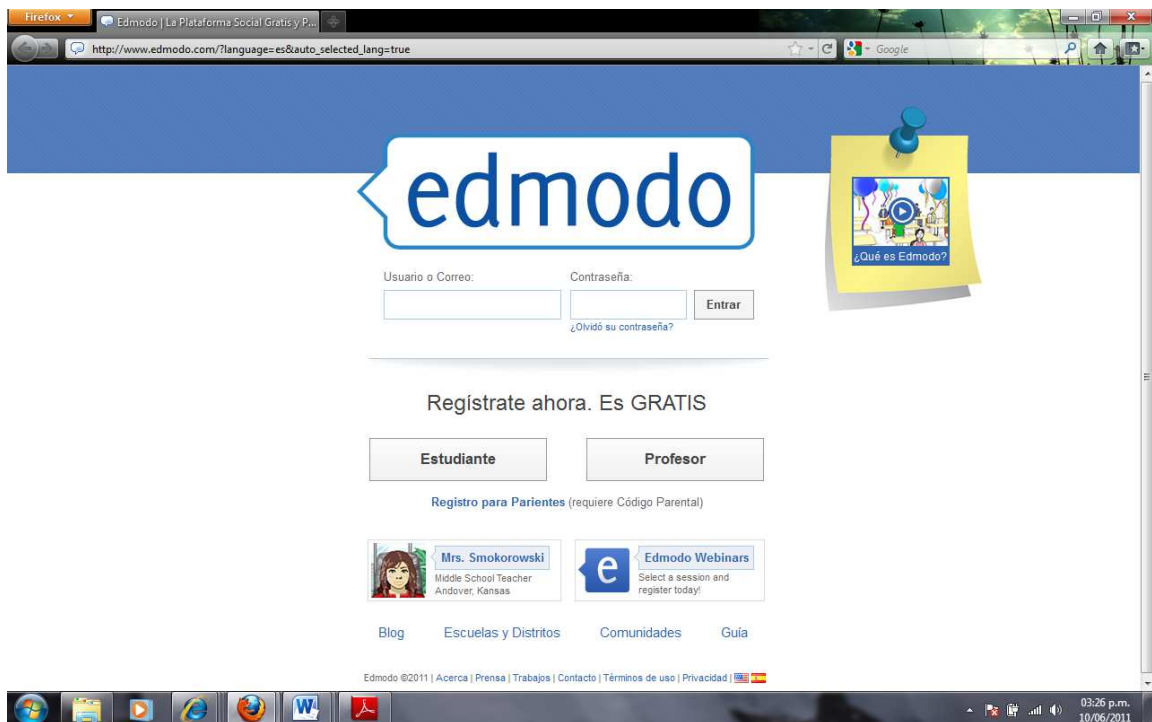 Firefox
Edmodo | La Plataforma Social Gratis y P...
http://www.edmodo.com/?language=es&auto_selected_lang=true
Google
edmodo
¿Qué es Edmodo?
Usuario o Correo:
Contraseña:
Entrar
¿Olvidó su contraseña?
Regístrate ahora. Es GRATIS
Estudiante
Profesor
Registro para Parientes (requiere Código Parental)
Mrs. Smokorowski
Middle School Teacher
Andover, Kansas
e
Edmodo Webinars
Select a session and
register today!
Blog Escuelas y Distritos Comunidades Guía
Edmodo ©2011 | Acerca | Prensa | Trabajos | Contacto | Términos de uso | Privacidad |
03:26 p.m.
10/06/2011